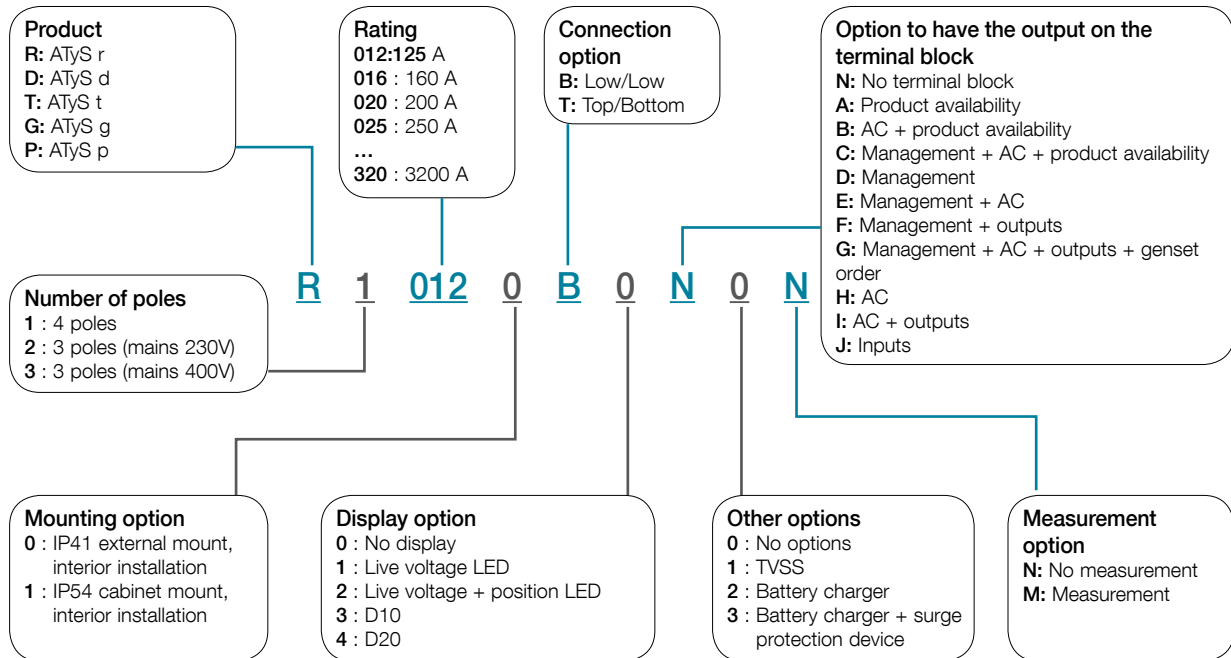 Product
R: ATyS r
D: ATyS d
T: ATyS t
G: ATyS g
P: ATyS p
Rating
012:125 A
016 : 160 A
020 : 200 A
025 : 250 A
...
320 : 3200 A
Connection
option
B: Low/Low
T: Top/Bottom
Option to have the output on the
terminal block
N: No terminal block
A: Product availability
B: AC + product availability
C: Management + AC + product availability
D: Management
E: Management + AC
F: Management + outputs
G: Management + AC + outputs + genset
order
H: AC
I: AC + outputs
J: Inputs
R 1 012 0 B 0 N 0 N
Number of poles
1 : 4 poles
2 : 3 poles (mains 230V)
3 : 3 poles (mains 400V)
Mounting option
0 : IP41 external mount,
interior installation
1 : IP54 cabinet mount,
interior installation
Display option
0 : No display
1 : Live voltage LED
2 : Live voltage + position LED
3 : D10
4 : D20
Other options
0 : No options
1 : TVSS
2 : Battery charger
3 : Battery charger + surge
protection device
Measurement
option
N: No measurement
M: Measurement